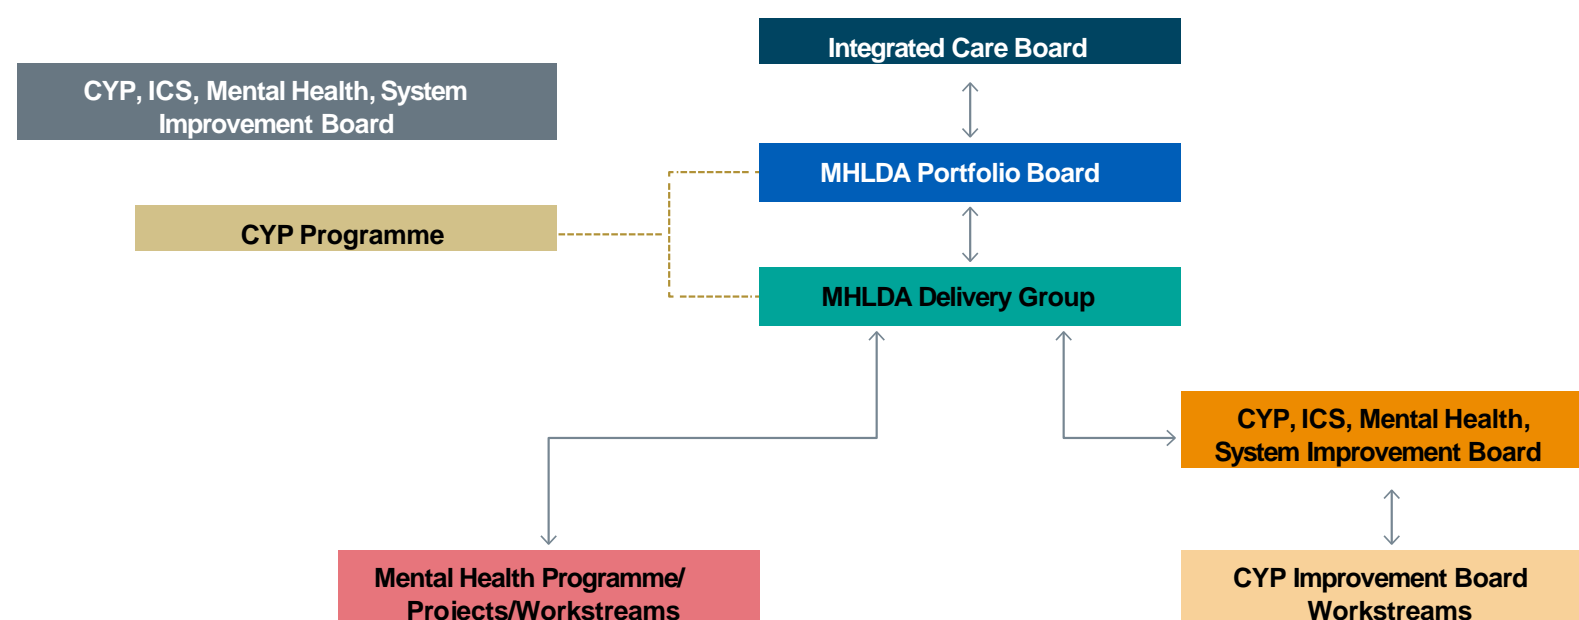 Integrated Care Board
CYP, ICS, Mental Health, System
Improvement Board
MHLDA Portfolio Board
CYP Programme
MHLDA Delivery Group
CYP, ICS, Mental Health,
System Improvement Board
Mental Health Programme/
Projects/Workstreams
CYP Improvement Board
Workstreams